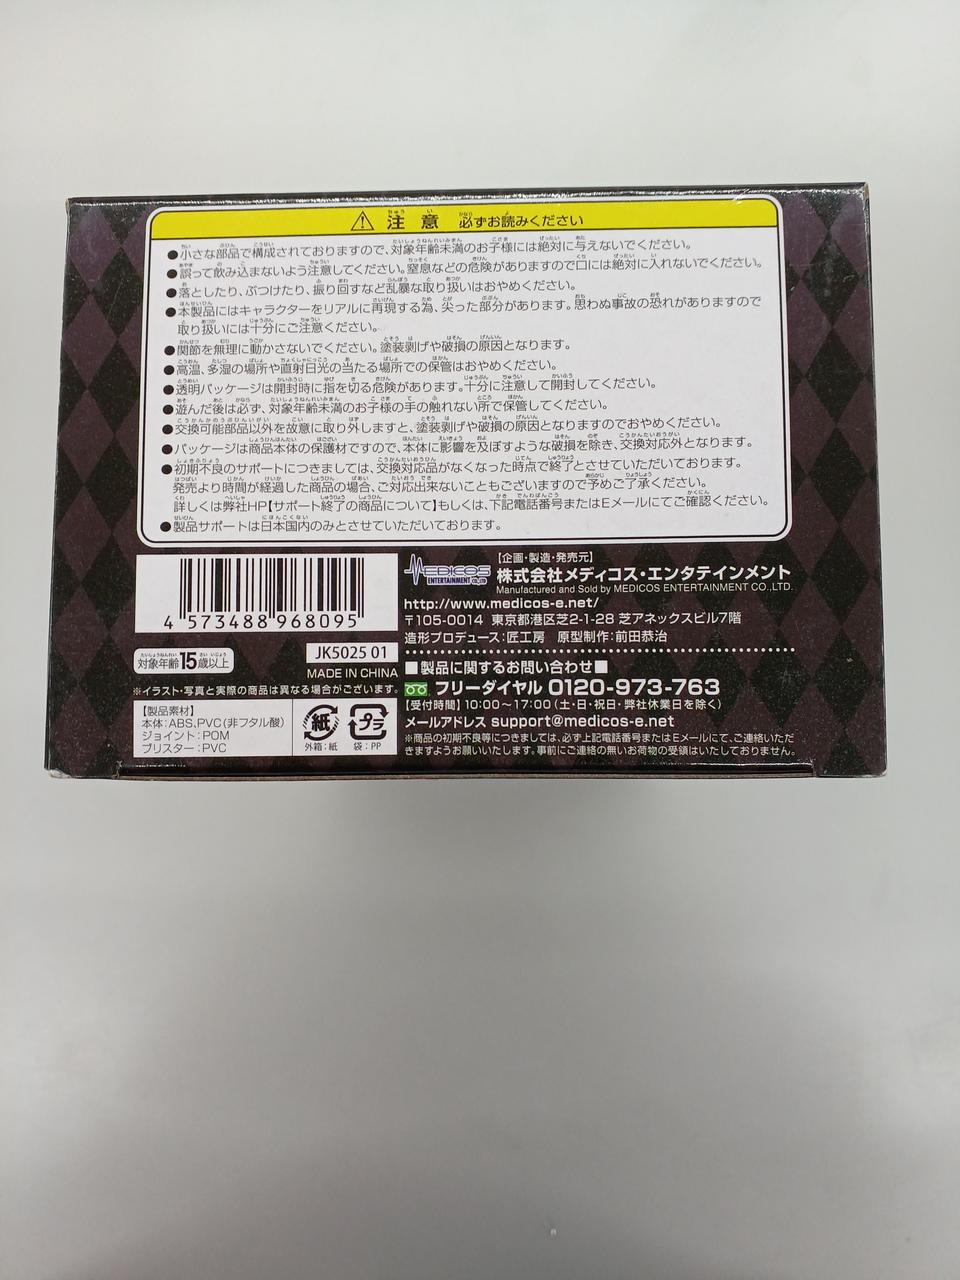 注意 必ずお読みください
●小さな部品で構成されておりますので、対象年齢未満のお子様には絶対に与えないでください。
●誤って飲み込まないよう注意してください。窒息などの危険がありますので口には絶対に入れないでください。
●落としたり、ぶつけたり、振り回すなど乱暴な取り扱いはおやめください。
●本製品にはキャラクターをリアルに再現する為、尖った部分があります。思わぬ事故の恐れがありますので
取り扱いには十分にご注意ください。
●関節を無理に動かさないでください。塗装剥げや破損の原因となります。
●高温、多湿の場所や直射日光の当たる場所での保管はおやめください。
●透明パッケージは開封時に指を切る危険があります。十分に注意して開封してください。
●遊んだ後は必ず、対象年齢未満のお子様の手の触れない所で保管してください。
●交換可能部品以外を故意に取り外しますと、塗装剥げや破損の原因となりますのでおやめください。
●パッケージは商品本体の保護材ですので、本体に影響を及ぼすような破損を除き、交換対応外となります。
●初期不良のサポートにつきましては、交換対応品がなくなった時点で終了とさせていただいております。
発売より時間が経過した商品の場合、ご対応出来ないこともございますので予めご了承ください。
詳しくは弊社HP【サポート終了の商品について】もしくは、下記電話番号またはEメールにてご確認ください。
●製品サポートは日本国内のみとさせていただいております。
4 573488 968095
対象年齢15歳以上
JK5025 01
MADE IN CHINA
※イラスト・写真と実際の商品は異なる場合がございます。
【製品素材】
本体:ABS、PVC(非フタル酸)
ジョイント:POM
ブリスター:PVC
紙
外箱:紙
プラ
袋:PP
MEDICOS
ENTERTAINMENT CO.,LTD
【企画・製造・発売元】
株式会社メディコス・エンタテインメント
Manufactured and Sold by MEDICOS ENTERTAINMENT CO.,LTD.
http://www.medicos-e.net/
〒105-0014 東京都港区芝2-1-28 芝アネックスビル7階
造形プロデュース:匠工房 原型制作:前田恭治
■製品に関するお問い合わせ■
フリーダイヤル 0120-973-763
【受付時間】10:00～17:00(土・日・祝日・弊社休業日を除く)
メールアドレス support@medicos-e.net
※商品の初期不良等につきましては、必ず上記電話番号またはEメールにて、ご連絡いただ
きますようお願いいたします。事前にご連絡の無いお荷物の受領はいたしておりません。